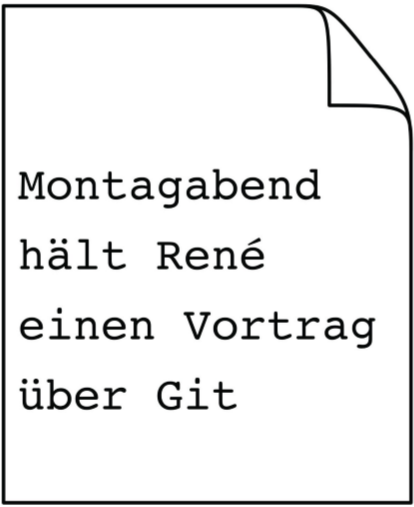 Montagabend
hält René
einen Vortrag
über Git